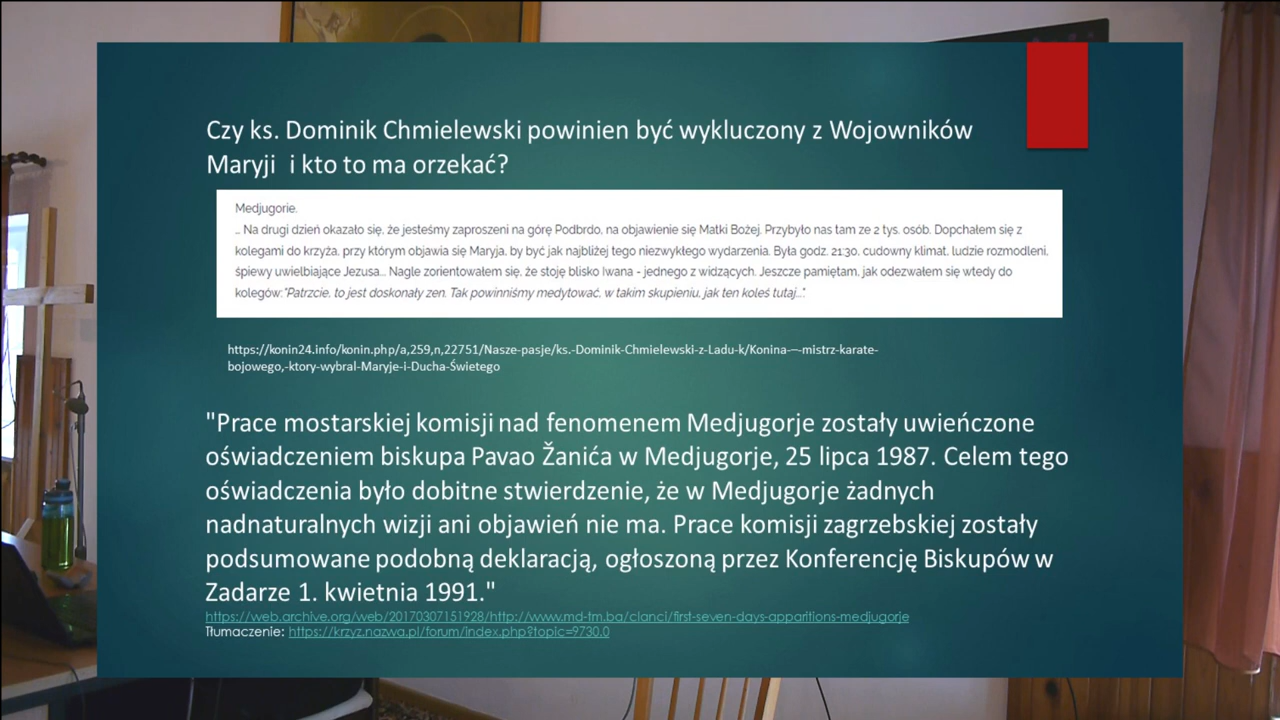 Czy ks. Dominik Chmielewski powinien być wykluczony z Wojowników
Maryji i kto to ma orzekać?
Medjugorie.
... Na drugi dzień okazało się, że jesteśmy zaproszeni na górę Podbrdo, na objawienie się Matki Bożej. Przybyło nas tam ze 2 tys. osób. Dopchałem się z
kolegami do krzyża, przy którym objawia się Maryja, by być jak najbliżej tego niezwykłego wydarzenia. Była godz. 21:30, cudowny klimat, ludzie rozmodleni,
śpiewy uwielbiające Jezusa... Nagle zorientowałem się, że stoję blisko Iwana - jednego z widzących. Jeszcze pamiętam, jak odezwałem się wtedy do
kolegów:"Patrzcie, to jest doskonały zen. Tak powinniśmy medytować, w takim skupieniu, jak ten koleś tutaj...".
https://konin24.info/konin.php/a,259,n,22751/Nasze-pasje/ks.-Dominik-Chmielewski-z-Ladu-k/Konina-–-mistrz-karate-
bojowego,-ktory-wybral-Maryje-i-Ducha-Świetego
"Prace mostarskiej komisji nad fenomenem Medjugorje zostały uwieńczone
oświadczeniem biskupa Pavao Žanića w Medjugorje, 25 lipca 1987. Celem tego
oświadczenia było dobitne stwierdzenie, że w Medjugorje żadnych
nadnaturalnych wizji ani objawień nie ma. Prace komisji zagrzebskiej zostały
podsumowane podobną deklaracją, ogłoszoną przez Konferencję Biskupów w
Zadarze 1. kwietnia 1991."
https://web.archive.org/web/20170307151928/http://www.md-tm.ba/clanci/first-seven-days-apparitions-medjugorje
Tłumaczenie: https://krzyz.nazwa.pl/forum/index.php?topic=9730.0